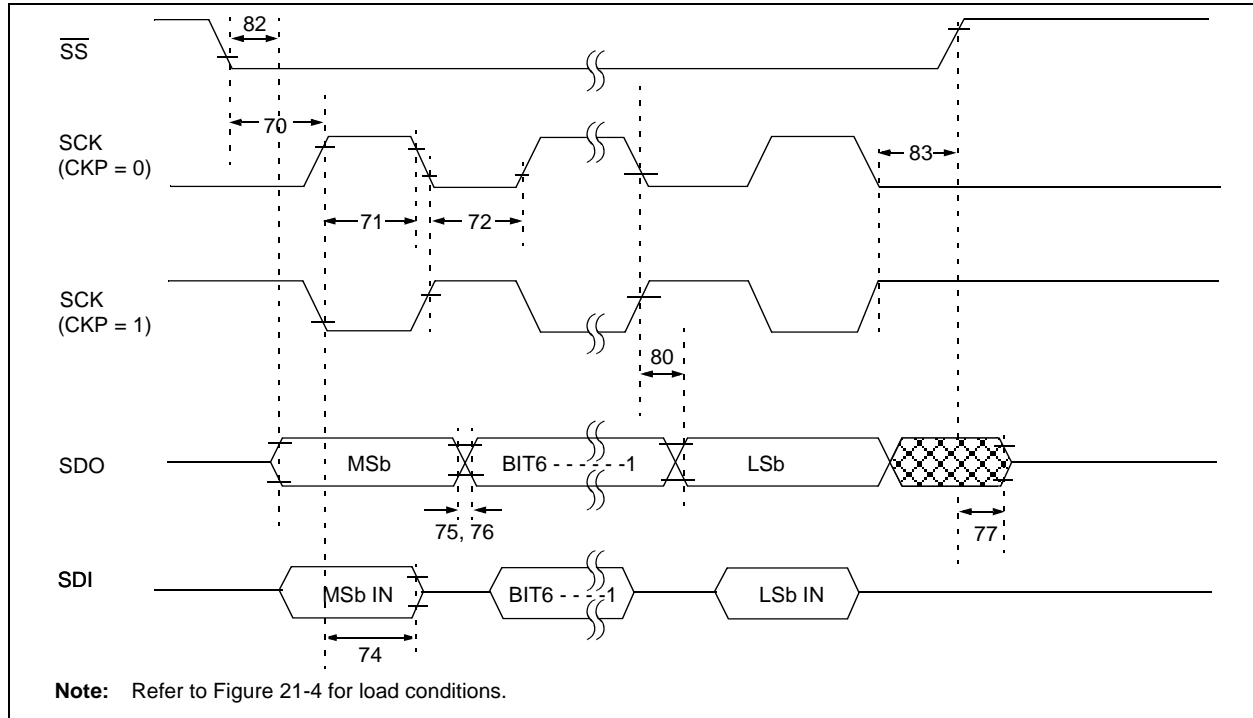 82
SS
70
SCK
(CKP = 0)
83
71
72
SCK
(CKP = 1)
80
SDO
MSb
BIT6 - - - - - -1
LSb
75, 76
77
SDI
MSb IN
BIT6 - - - - -1
LSb IN
74
Note: Refer to Figure 21-4 for load conditions.